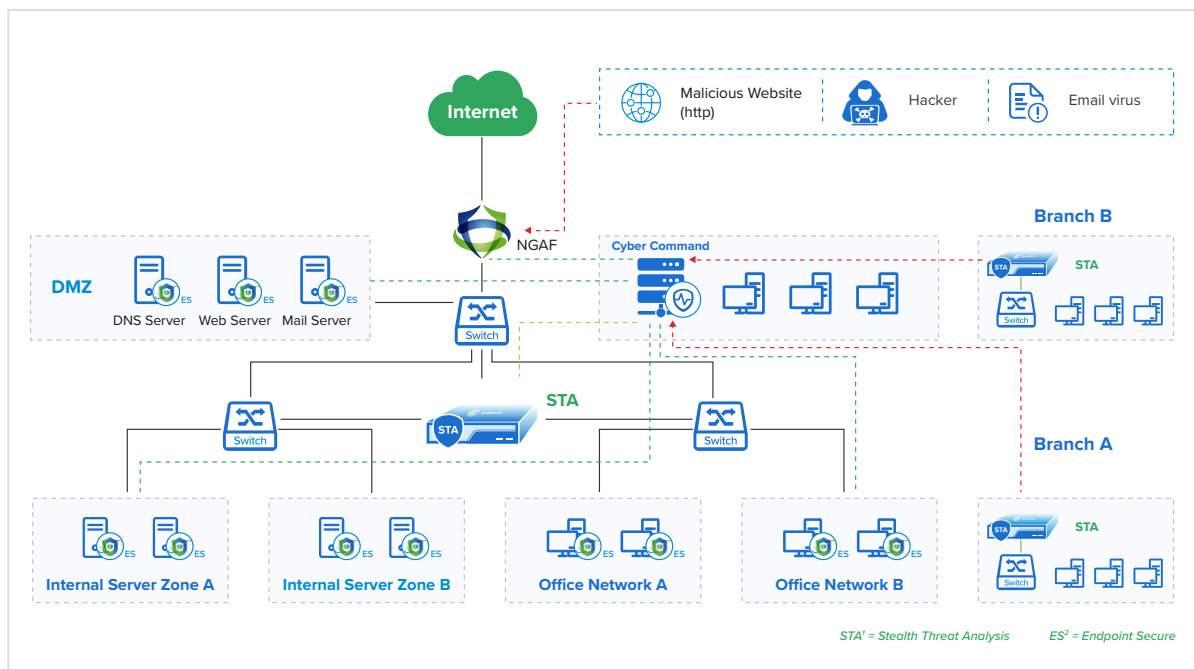 Internet
Malicious Website
(http)
Hacker
Email virus
NGAF
Branch B
Cyber Command
STA
STA
Switch
DMZ
ES
ES
ES
DNS Server
Web Server
Mail Server
Switch
STA
STA
Switch
Switch
Branch A
ES
ES
Internal Server Zone A
ES
ES
Internal Server Zone B
ES
ES
Office Network A
ES
ES
Office Network B
STA
STA
Switch
STA¹ = Stealth Threat Analysis
ES² = Endpoint Secure